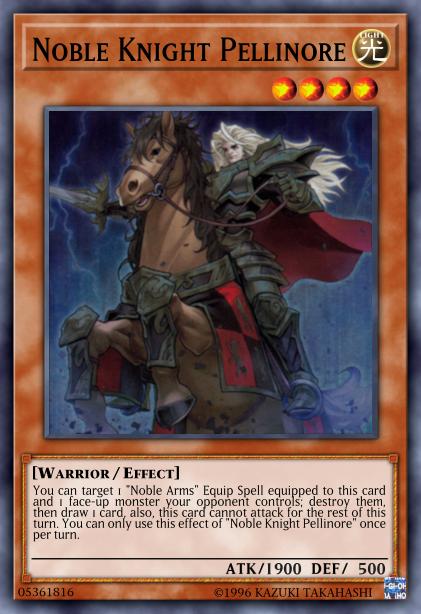 NOBLE KNIGHT PELLINORE
LIGHT
光
[WARRIOR / EFFECT]
You can target 1 "Noble Arms" Equip Spell equipped to this card
and 1 face-up monster your opponent controls; destroy them,
then draw 1 card, also, this card cannot attack for the rest of this
turn. You can only use this effect of "Noble Knight Pellinore" once
per turn.
ATK/1900 DEF/ 500
05361816
©1996 KAZUKI TAKAHASHI